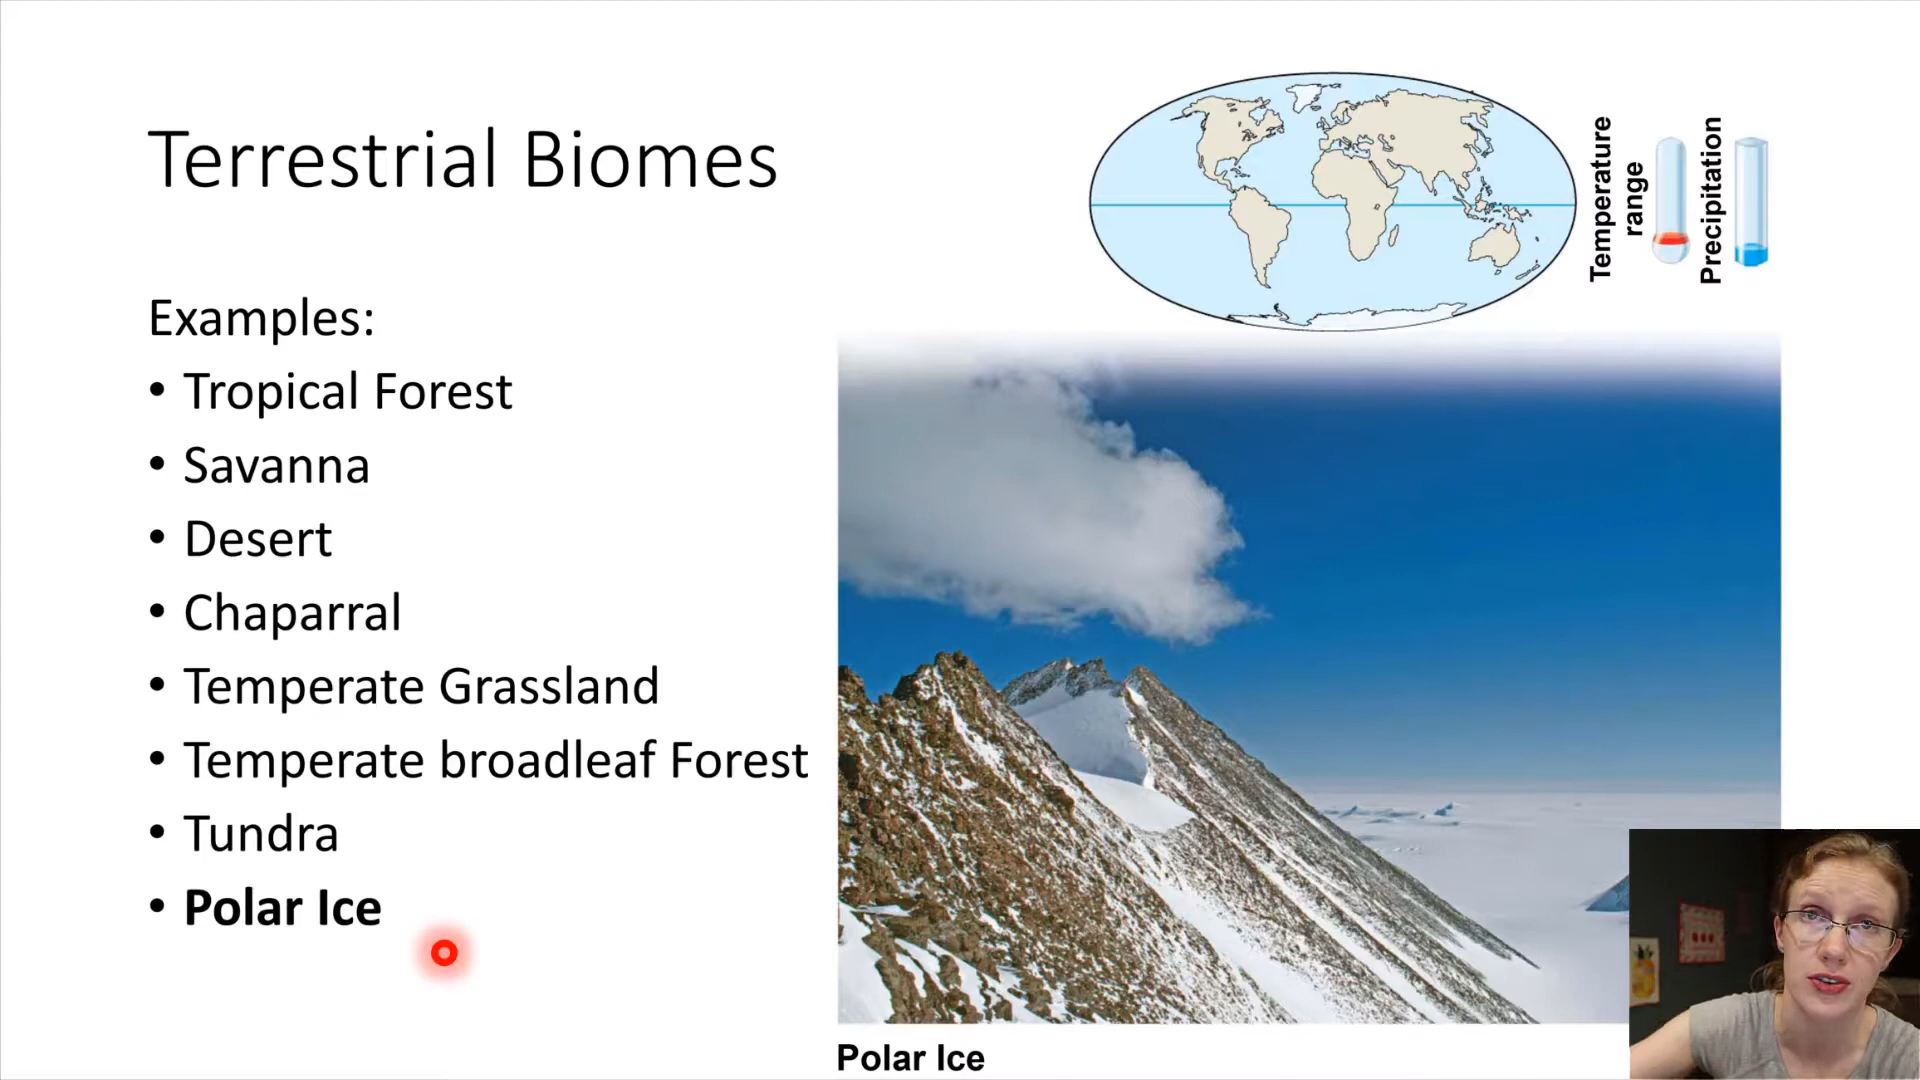 Terrestrial Biomes
Temperature
range
Precipitation
Examples:
• Tropical Forest
• Savanna
• Desert
• Chaparral
• Temperate Grassland
• Temperate broadleaf Forest
• Tundra
• Polar Ice
Polar Ice